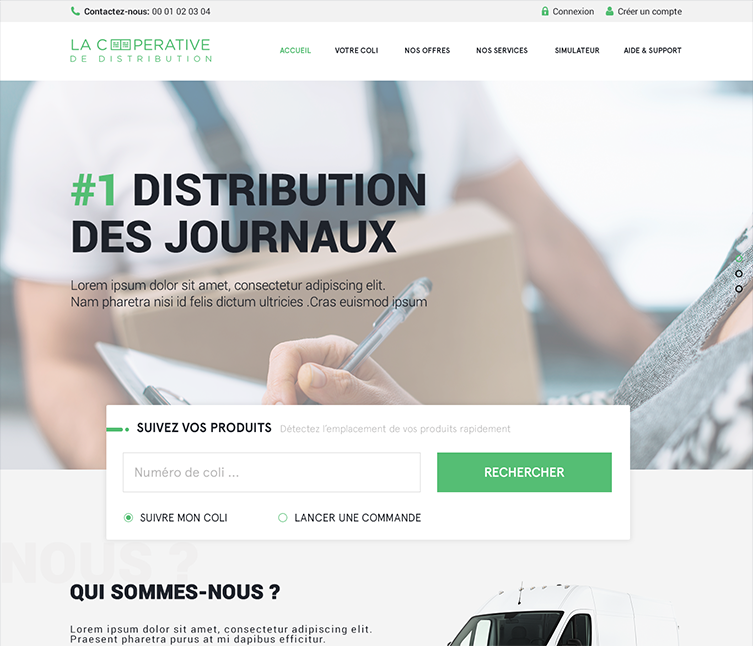 Contactez-nous: 00 01 02 03 04
Connexion
Créer un compte
LA COOPERATIVE
DE DISTRIBUTION
ACCUEIL
VOTRE COLI
NOS OFFRES
NOS SERVICES
SIMULATEUR
AIDE & SUPPORT
#1 DISTRIBUTION
DES JOURNAUX
Lorem ipsum dolor sit amet, consectetur adipiscing elit.
Nam pharetra nisi id felis dictum ultricies .Cras euismod ipsum
SUIVEZ VOS PRODUITS
Détectez l'emplacement de vos produits rapidement
Numéro de coli ...
RECHERCHER
SUIVRE MON COLI
LANCER UNE COMMANDE
NOUS ?
QUI SOMMES-NOUS ?
Lorem ipsum dolor sit amet, consectetur adipiscing elit.
Praesent pharetra purus at mi dapibus efficitur.